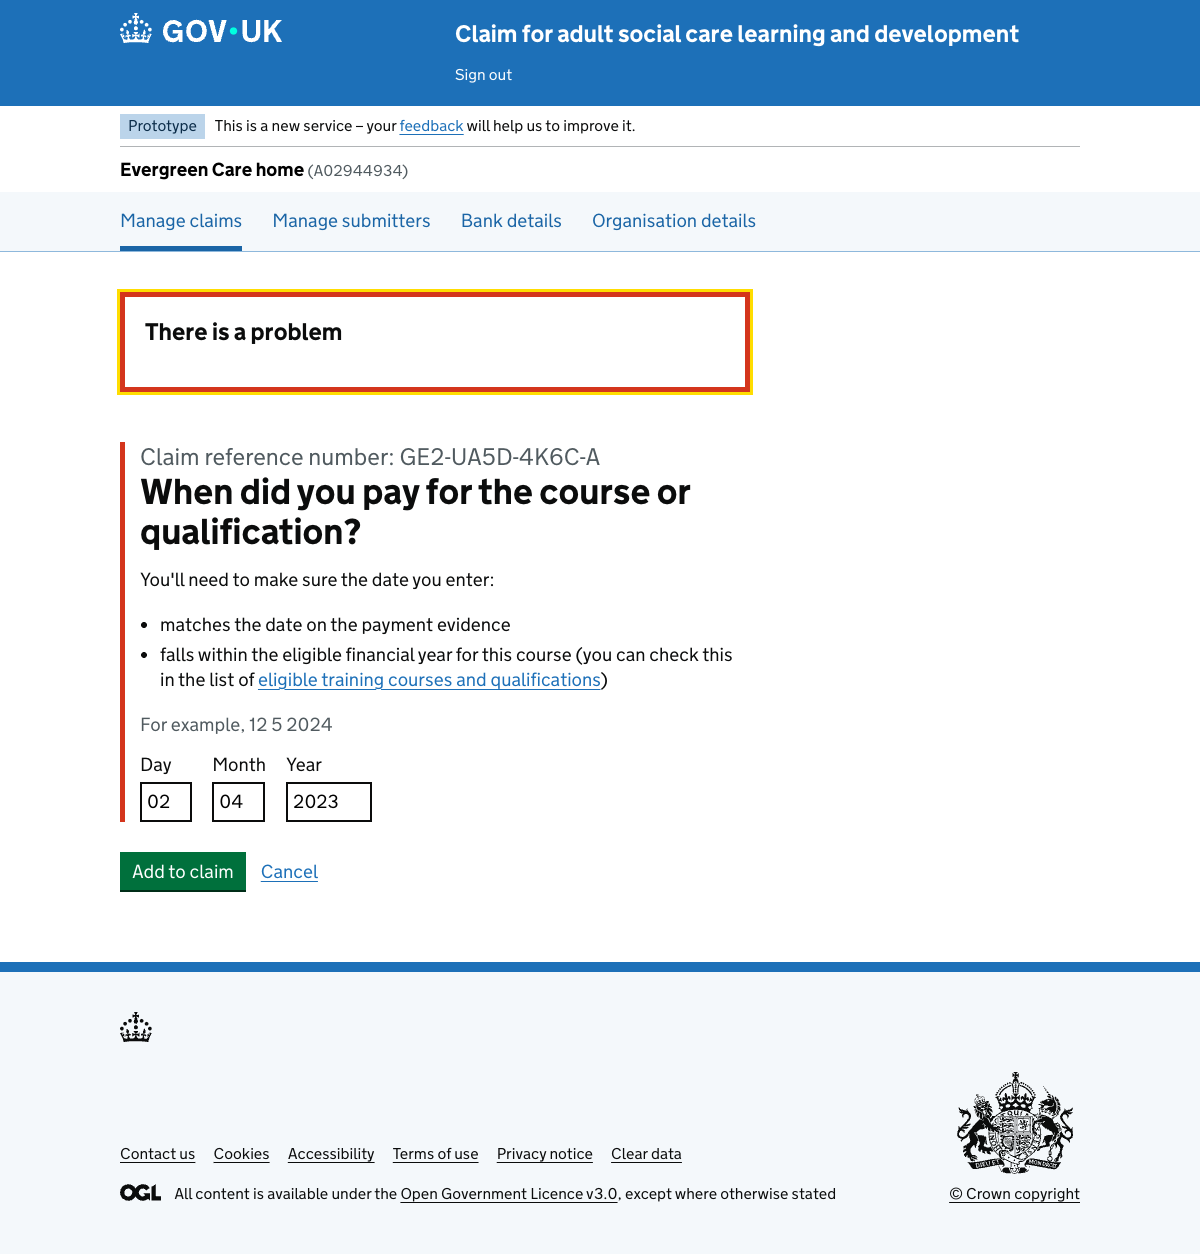 GOV·UK
Claim for adult social care learning and development
Sign out
Prototype This is a new service – your feedback will help us to improve it.
Evergreen Care home (A02944934)
Manage claims Manage submitters Bank details Organisation details
There is a problem
Claim reference number: GE2-UA5D-4K6C-A
When did you pay for the course or
qualification?
You'll need to make sure the date you enter:
• matches the date on the payment evidence
• falls within the eligible financial year for this course (you can check this
in the list of eligible training courses and qualifications)
For example, 12 5 2024
Day Month Year
02 04 2023
Add to claim Cancel
Contact us Cookies Accessibility Terms of use Privacy notice Clear data
OGL All content is available under the Open Government Licence v3.0, except where otherwise stated
© Crown copyright